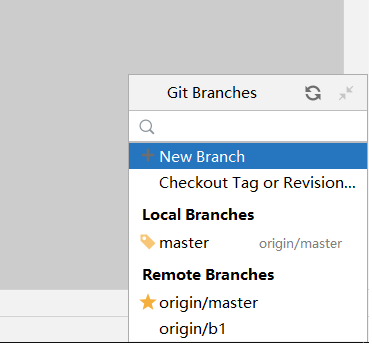 Git Branches
New Branch
Checkout Tag or Revision...
Local Branches
master origin/master
Remote Branches
origin/master
origin/b1